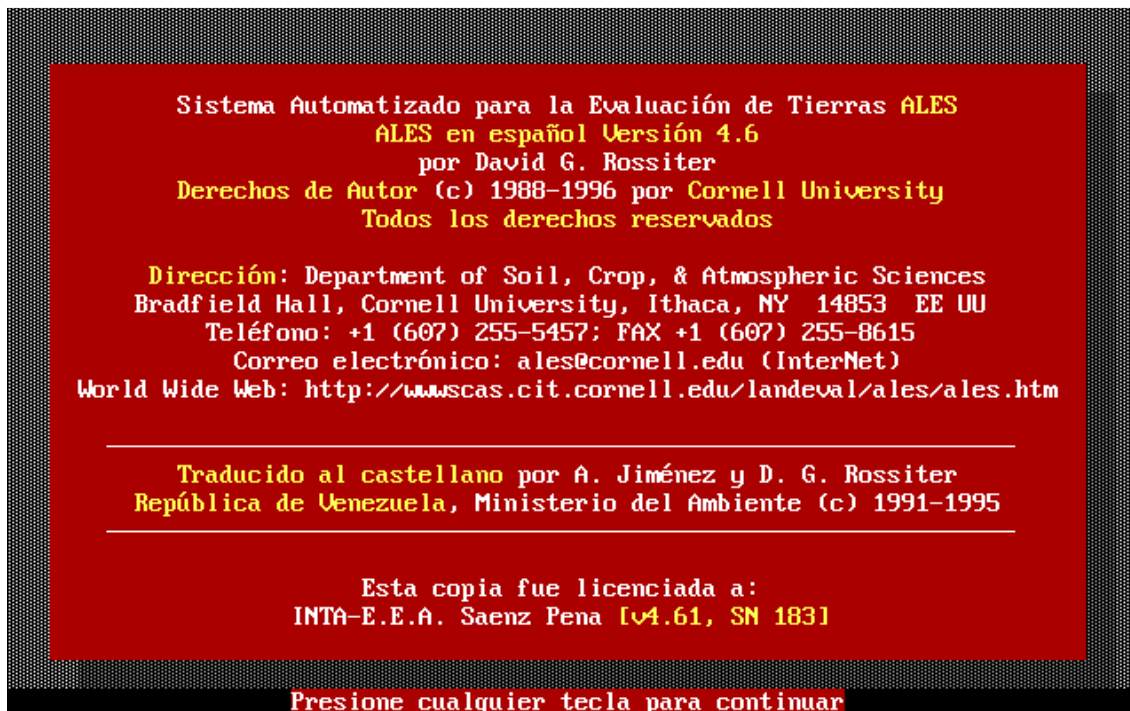 Sistema Automatizado para la Evaluación de Tierras ALES
ALES en español Versión 4.6
por David G. Rossiter
Derechos de Autor (c) 1988-1996 por Cornell University
Todos los derechos reservados
Dirección: Department of Soil, Crop, & Atmospheric Sciences
Bradfield Hall, Cornell University, Ithaca, NY  14853  EE UU
Teléfono: +1 (607) 255-5457; FAX +1 (607) 255-8615
Correo electrónico: ales@cornell.edu (InterNet)
World Wide Web: http://wwwscas.cit.cornell.edu/landeval/ales/ales.htm
Traducido al castellano por A. Jiménez y D. G. Rossiter
República de Venezuela, Ministerio del Ambiente (c) 1991-1995
Esta copia fue licenciada a:
INTA-E.E.A. Saenz Pena [v4.61, SN 183]
Presione cualquier tecla para continuar